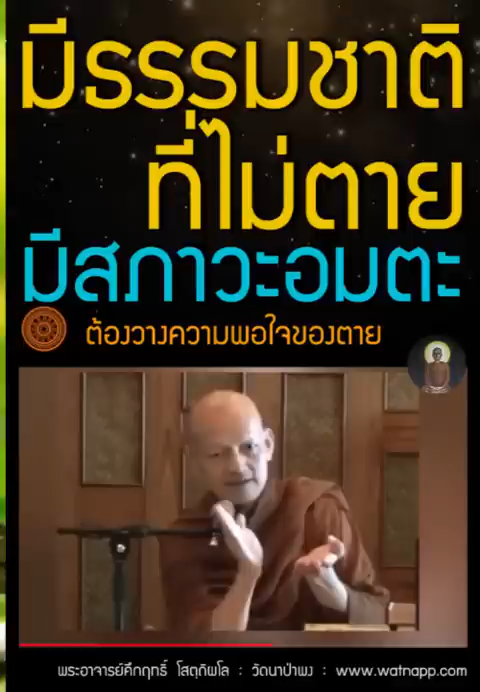 มีธรรมชาติ
ที่ไม่ตาย
มีสภาวะอมตะ
ต้องวางความพอใจของตาย
พระอาจารย์คึกฤทธิ์ โสตฺถิผโล : วัดนาป่าพง : www.watnapp.com